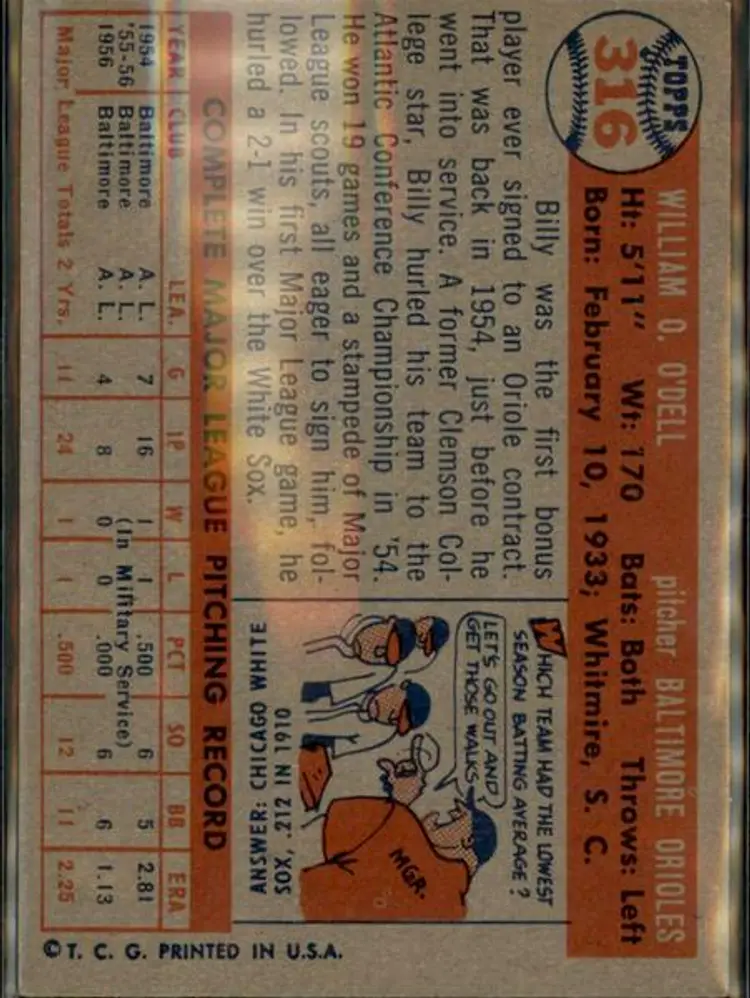 TOPPS
316
WILLIAM O. O'DELL
pitcher BALTIMORE ORIOLES
Ht: 5'11" Wt: 170 Bats: Both Throws: Left
Born: February 10, 1933; Whitmire, S. C.
Billy was the first bonus
player ever signed to an Oriole contract.
That was back in 1954, just before he
went into service. A former Clemson Col-
lege star, Billy hurled his team to the
Atlantic Conference Championship in '54.
He won 19 games and a stampede of Major
League scouts, all eager to sign him, fol-
lowed. In his first Major League game, he
hurled a 2-1 win over the White Sox.
WHICH TEAM HAD THE LOWEST
SEASON BATTING AVERAGE?
LET'S GO OUT AND
GET THOSE WALKS
MGR.
ANSWER: CHICAGO WHITE
SOX, .212 IN 1910
COMPLETE MAJOR LEAGUE PITCHING RECORD
YEAR CLUB LEA. G IP W L PCT SO BB ERA
1954 Baltimore A. L. 7 16 1 1 .500 6 5 2.81
'55-56 Baltimore A. L. (In Military Service)
1956 Baltimore A. L. 4 8 0 0 .000 6 6 1.13
Major League Totals 2 Yrs. 11 24 1 1 .500 12 11 2.25
© T. C. G. PRINTED IN U.S.A.